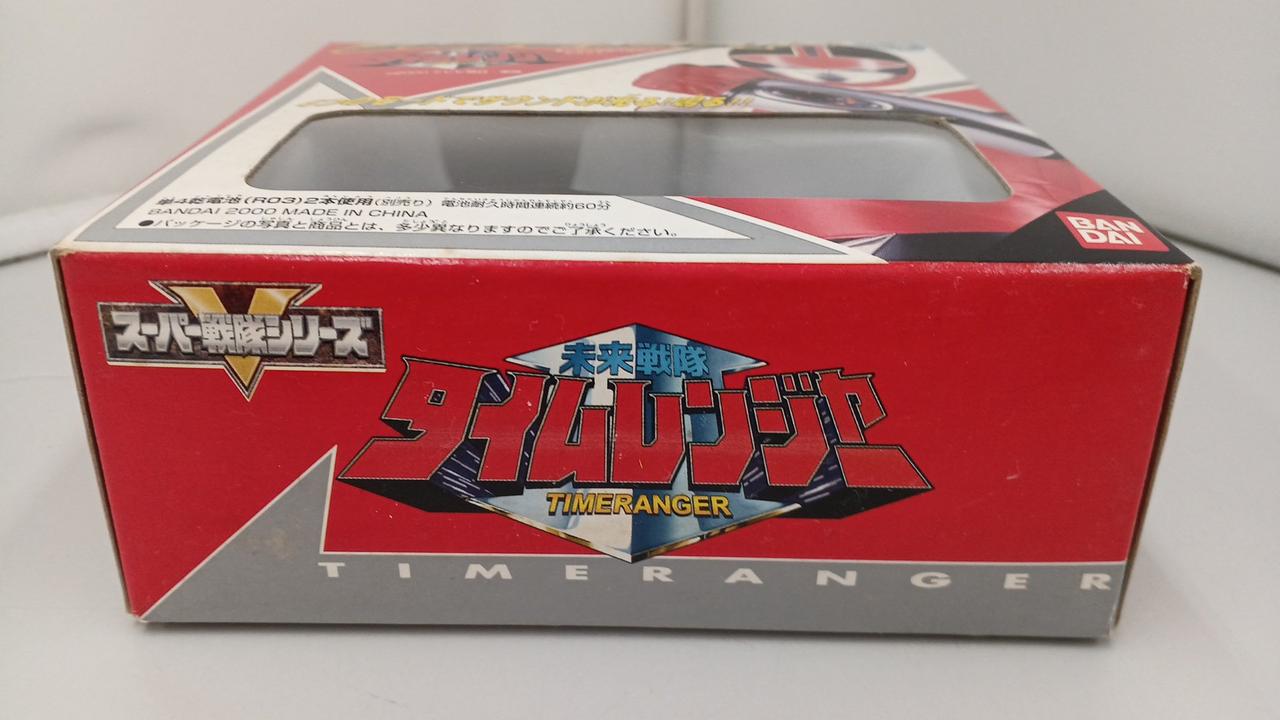 単4乾電池(R03)2本使用(別売り) 電池耐久時間連続約60分
BANDAI 2000 MADE IN CHINA
●パッケージの写真と商品とは、多少異なりますのでご了承ください。
BAN
DAI
スーパー戦隊シリーズ
未来戦隊
タイムレンジャー
TIMERANGER
TIMERANGER